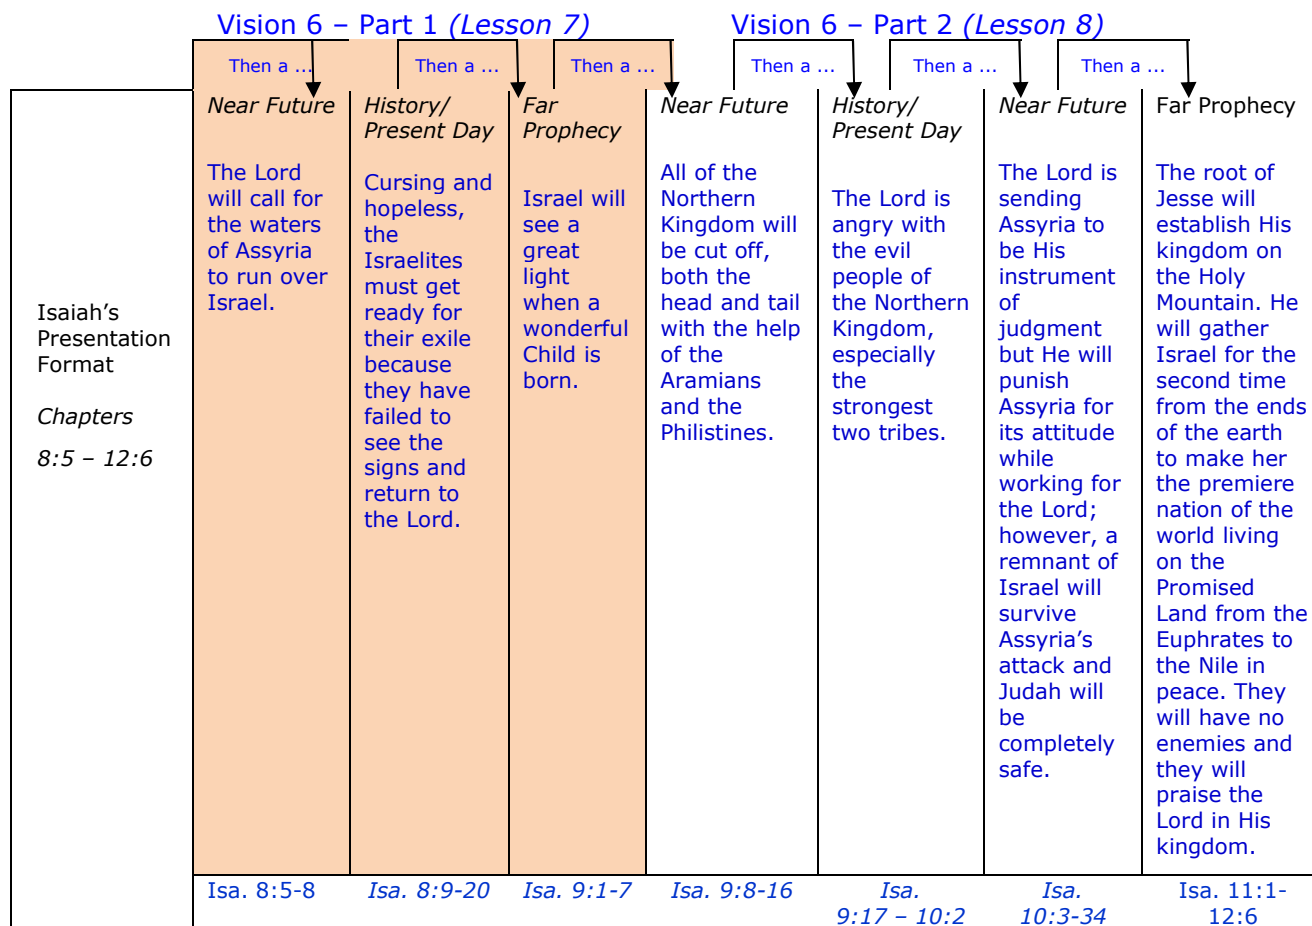 Vision 6 – Part 1 (Lesson 7)
Vision 6 – Part 2 (Lesson 8)
Then a ...
Then a ...
Then a ...
Then a ...
Then a ...
Then a ...
Isaiah’s
Presentation
Format
Chapters
8:5 – 12:6
Near Future
The Lord
will call for
the waters
of Assyria
to run over
Israel.
Isa. 8:5-8
History/
Present Day
Cursing and
hopeless,
the
Israelites
must get
ready for
their exile
because
they have
failed to
see the
signs and
return to
the Lord.
Isa. 8:9-20
Far
Prophecy
Israel will
see a
great
light
when a
wonderful
Child is
born.
Isa. 9:1-7
Near Future
All of the
Northern
Kingdom will
be cut off,
both the
head and tail
with the help
of the
Aramians
and the
Philistines.
Isa. 9:8-16
History/
Present Day
The Lord is
angry with
the evil
people of
the Northern
Kingdom,
especially
the
strongest
two tribes.
Isa.
9:17 – 10:2
Near Future
The Lord is
sending
Assyria to
be His
instrument
of
judgment
but He will
punish
Assyria for
its attitude
while
working for
the Lord;
however, a
remnant of
Israel will
survive
Assyria’s
attack and
Judah will
be
completely
safe.
Isa.
10:3-34
Far Prophecy
The root of
Jesse will
establish His
kingdom on
the Holy
Mountain. He
will gather
Israel for the
second time
from the ends
of the earth
to make her
the premiere
nation of the
world living
on the
Promised
Land from the
Euphrates to
the Nile in
peace. They
will have no
enemies and
they will
praise the
Lord in His
kingdom.
Isa. 11:1-
12:6